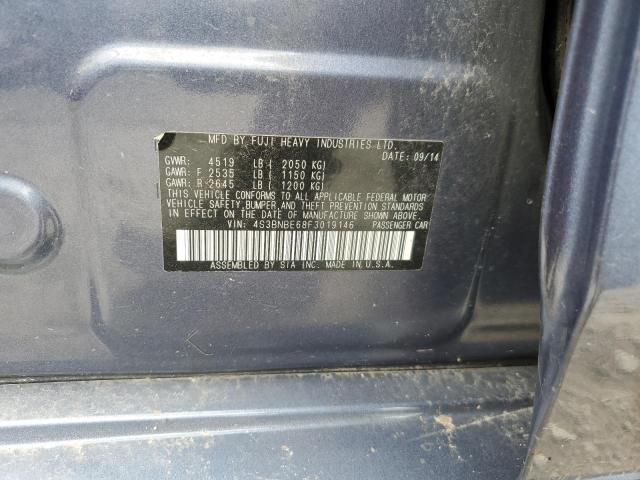 MFD BY FUJI HEAVY INDUSTRIES LTD.
DATE: 09/14
GVWR: 4519 LB ( 2050 KG)
GAWR: F 2535 LB ( 1150 KG)
GAWR: R 2645 LB ( 1200 KG)
THIS VEHICLE CONFORMS TO ALL APPLICABLE FEDERAL MOTOR
VEHICLE SAFETY, BUMPER, AND THEFT PREVENTION STANDARDS
IN EFFECT ON THE DATE OF MANUFACTURE SHOWN ABOVE.
VIN: 4S3BNBE68F3019146 PASSENGER CAR
ASSEMBLED BY SIA INC. MADE IN U.S.A.